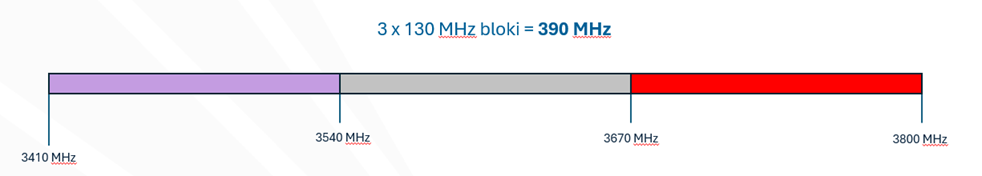 3 x 130 MHz bloki = 390 MHz
3540 MHz
3670 MHz
3800 MHz
3410 MHz